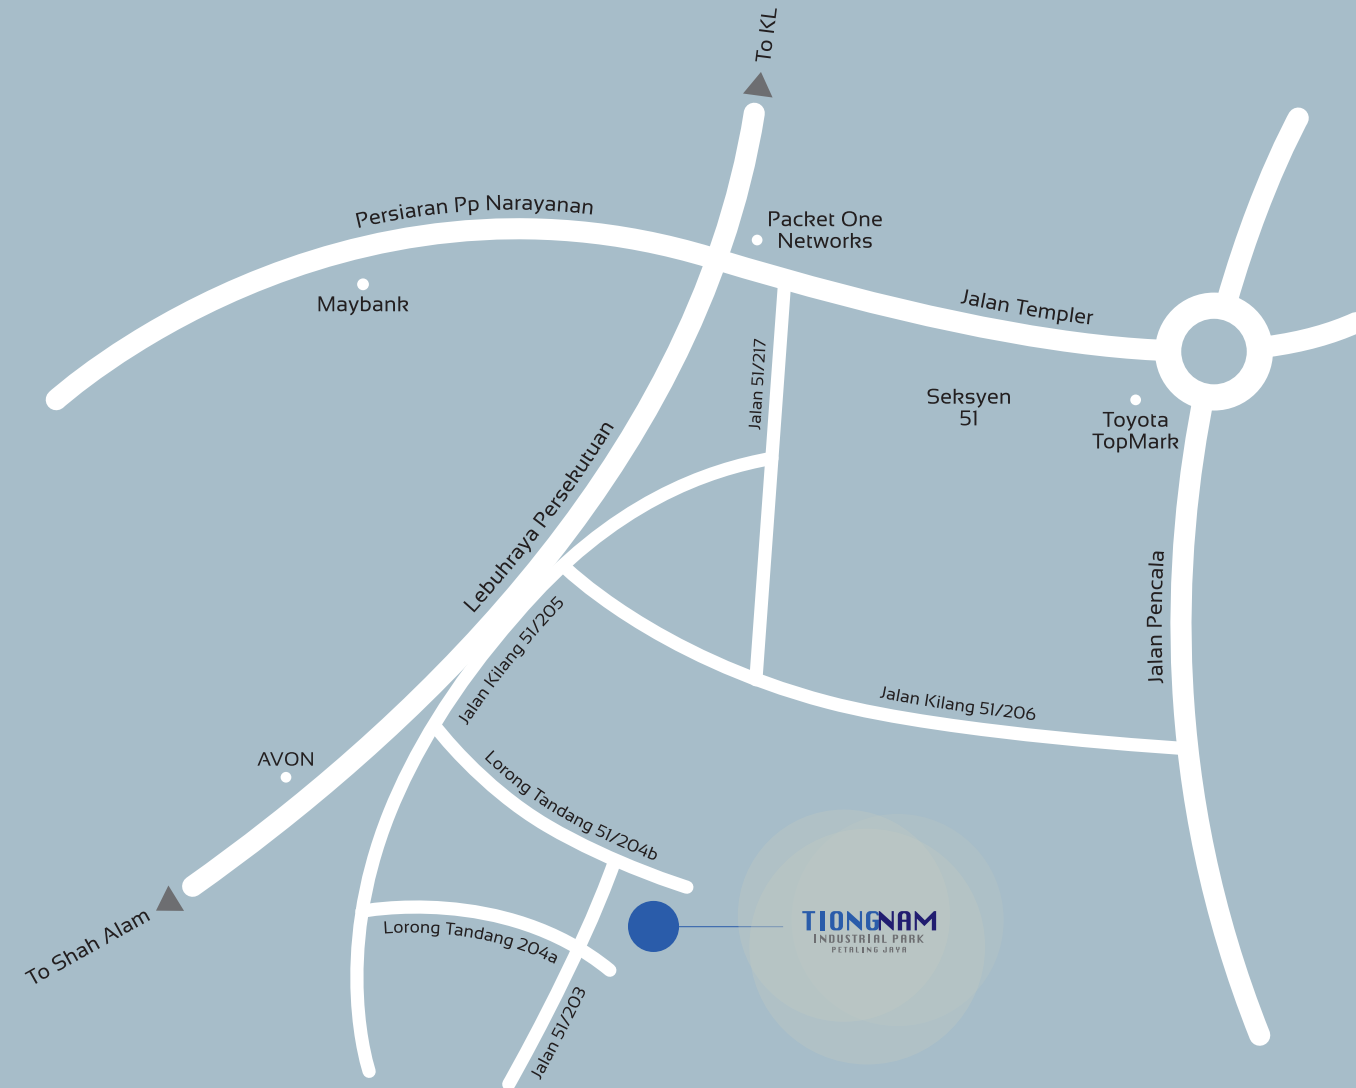 To KL
Persiaran Pp Narayanan
Packet One
Networks
Maybank
Jalan Templer
Jalan 51/217
Seksyen
51
Toyota
TopMark
Lebuhraya Persekutuan
Jalan Pencala
Jalan Kilang 51/205
Jalan Kilang 51/206
AVON
Lorong Tandang 51/204b
To Shah Alam
Lorong Tandang 204a
TIONGNAM
INDUSTRIAL PARK
PETALING JAYA
Jalan 51/203